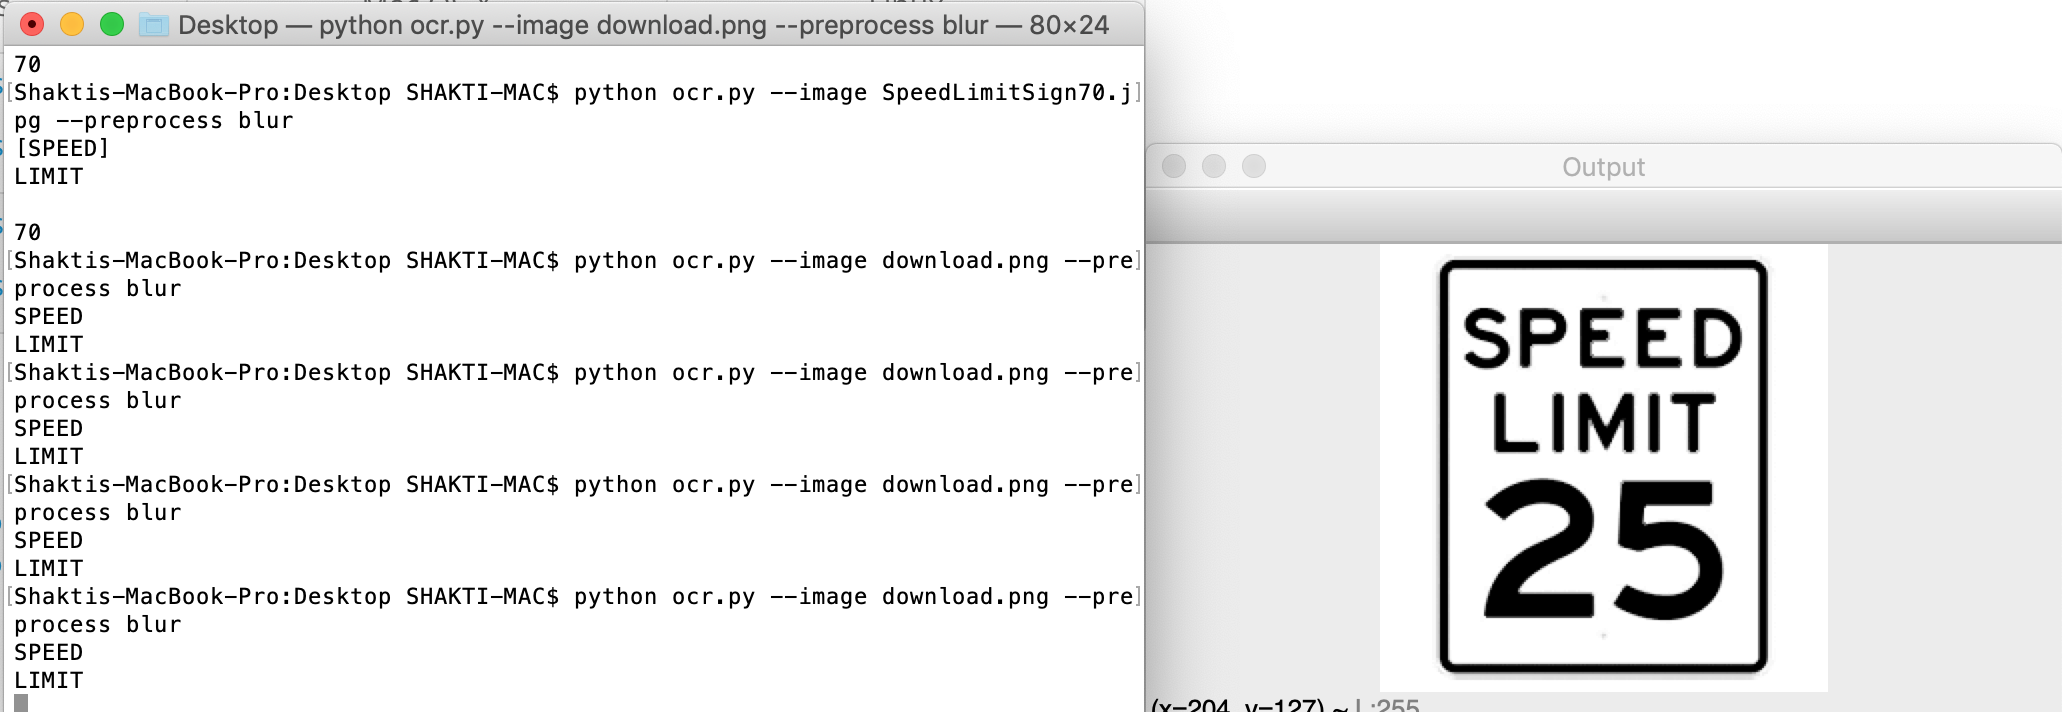 Desktop — python ocr.py --image download.png --preprocess blur — 80×24
70
[Shaktis-MacBook-Pro:Desktop SHAKTI-MAC$ python ocr.py --image SpeedLimitSign70.j]
pg --preprocess blur
[SPEED]
LIMIT
70
[Shaktis-MacBook-Pro:Desktop SHAKTI-MAC$ python ocr.py --image download.png --pre]
process blur
SPEED
LIMIT
[Shaktis-MacBook-Pro:Desktop SHAKTI-MAC$ python ocr.py --image download.png --pre]
process blur
SPEED
LIMIT
[Shaktis-MacBook-Pro:Desktop SHAKTI-MAC$ python ocr.py --image download.png --pre]
process blur
SPEED
LIMIT
[Shaktis-MacBook-Pro:Desktop SHAKTI-MAC$ python ocr.py --image download.png --pre]
process blur
SPEED
LIMIT
Output
SPEED
LIMIT
25
(x=204, y=127) ~ L:255